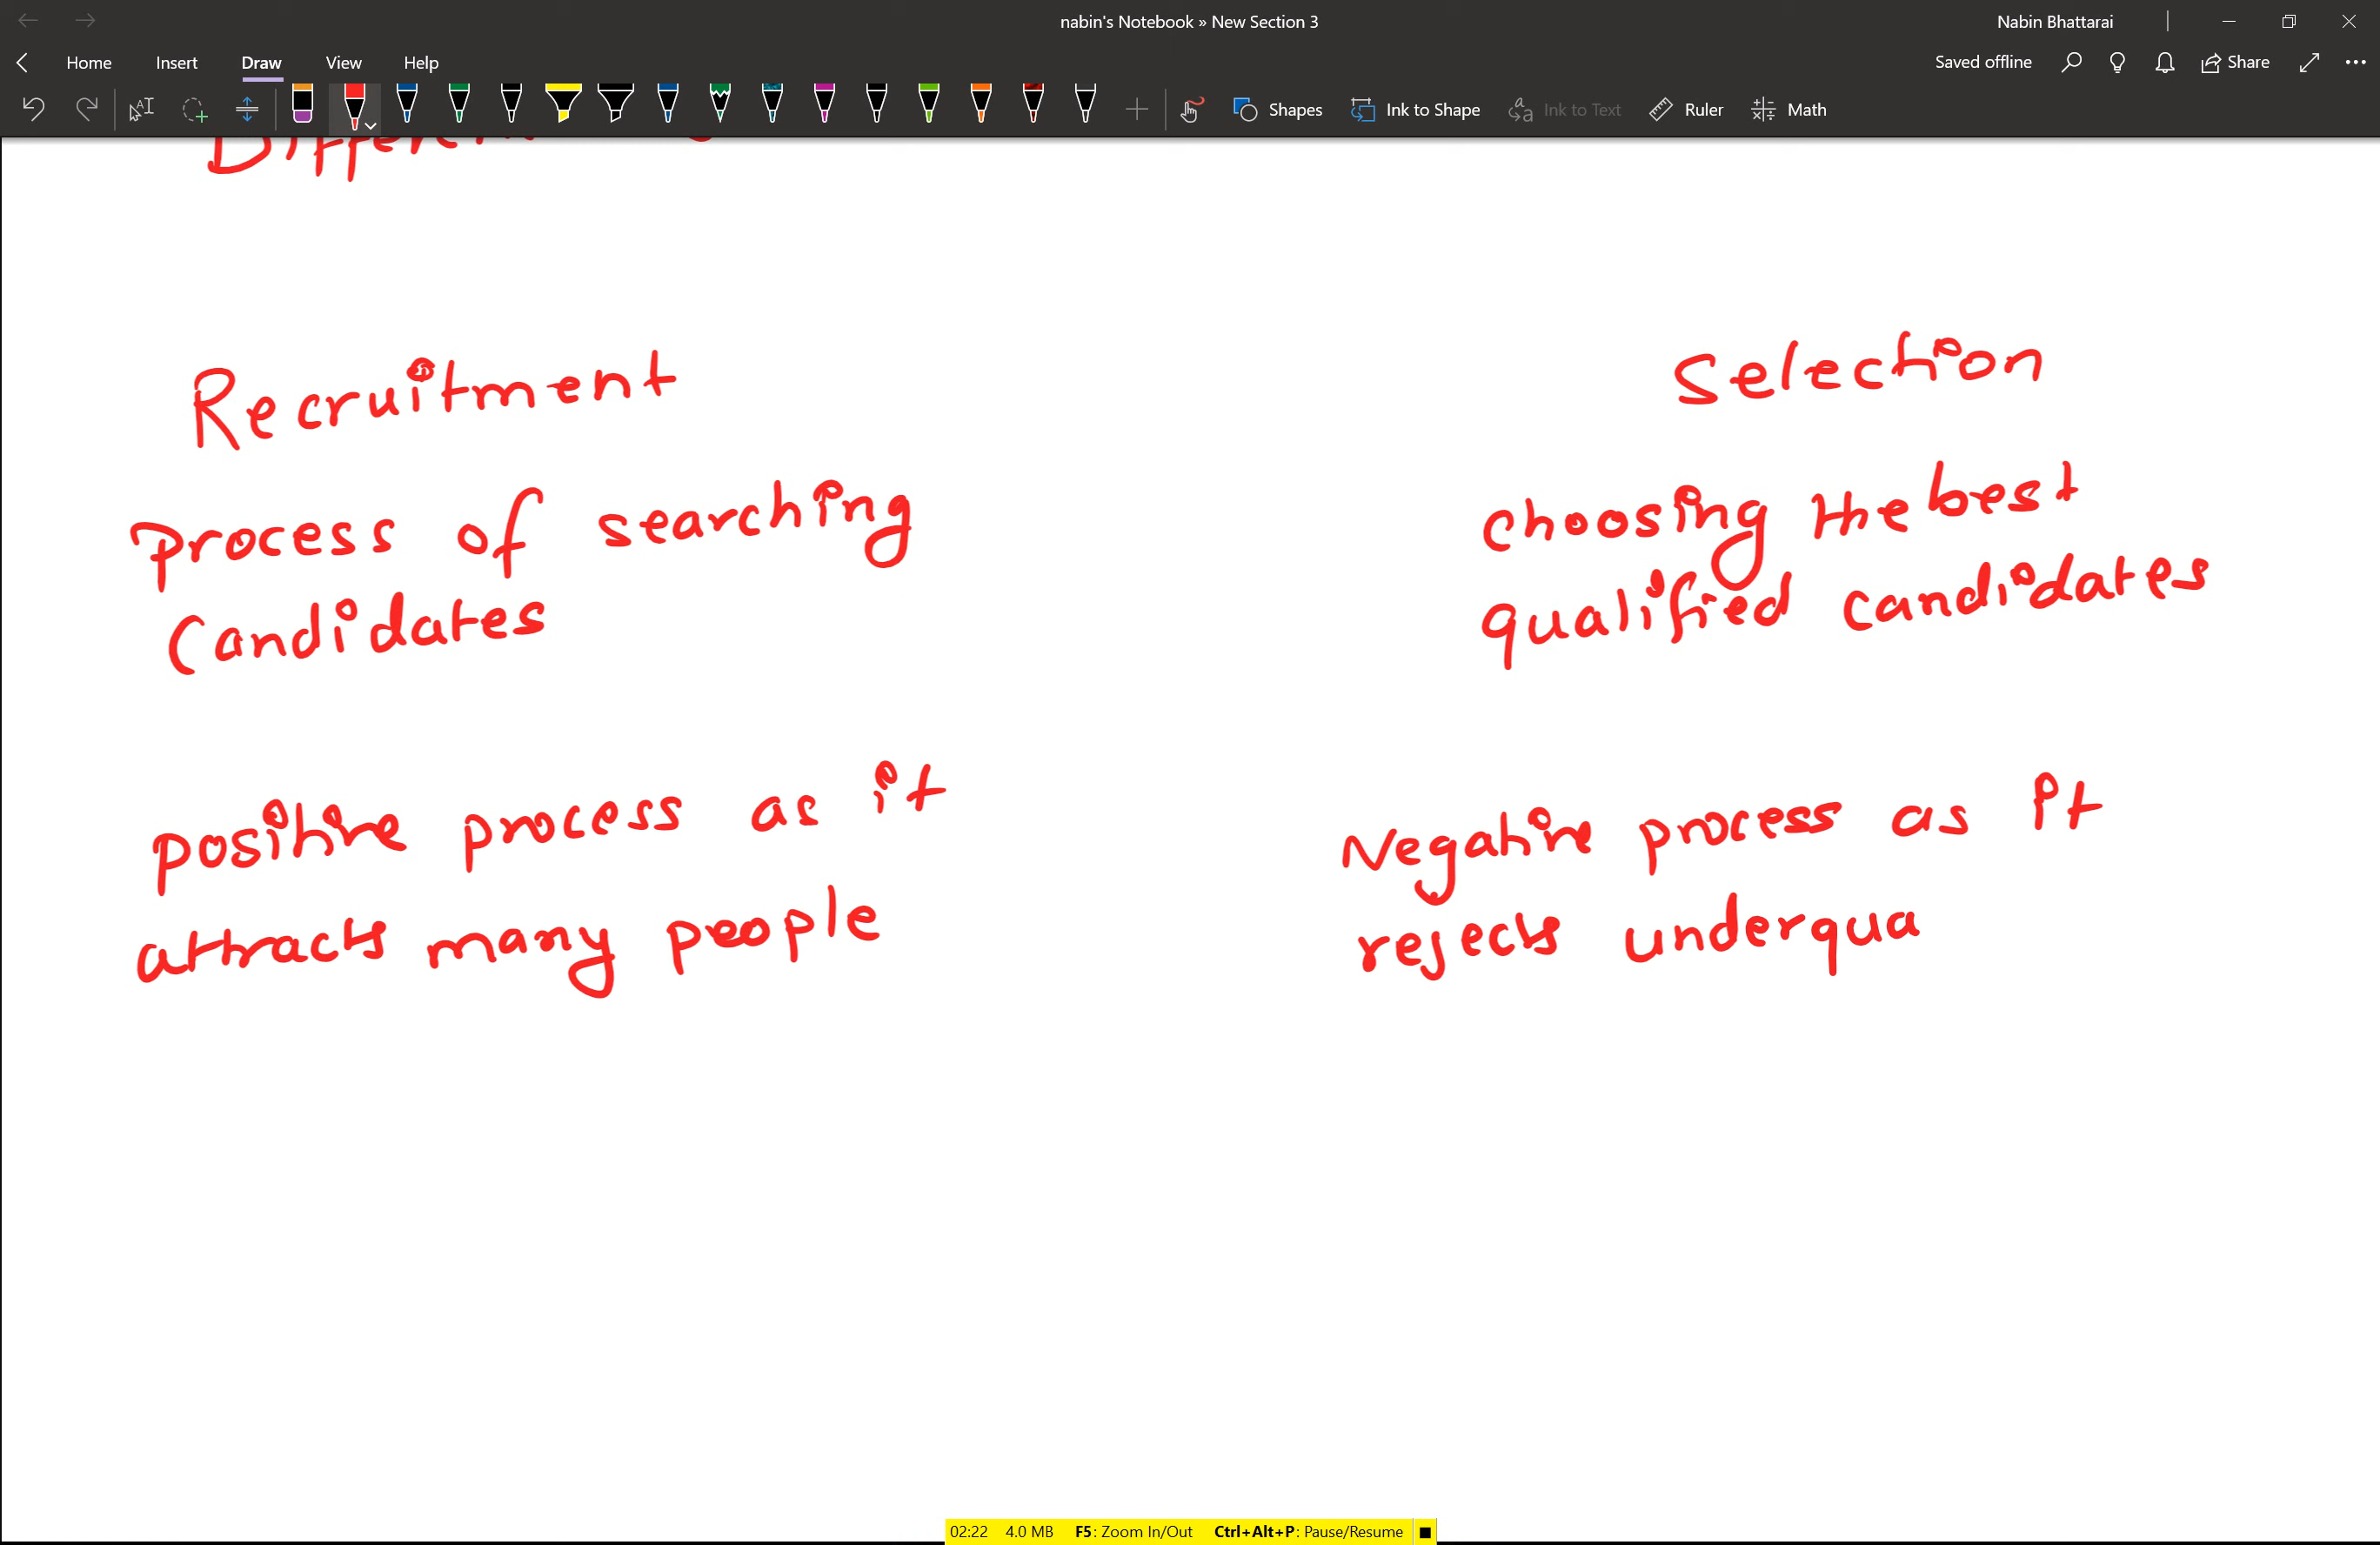 nabin's Notebook » New Section 3
Nabin Bhattarai
Home Insert Draw View Help
Saved offline
Share
Shapes Ink to Shape Ink to Text Ruler Math
Recruitment
Selection
process of searching
candidates
choosing the best
qualified candidates
positive process as it
attracts many people
Negative process as it
rejects underqua
02:22 4.0 MB F5: Zoom In/Out Ctrl+Alt+P: Pause/Resume